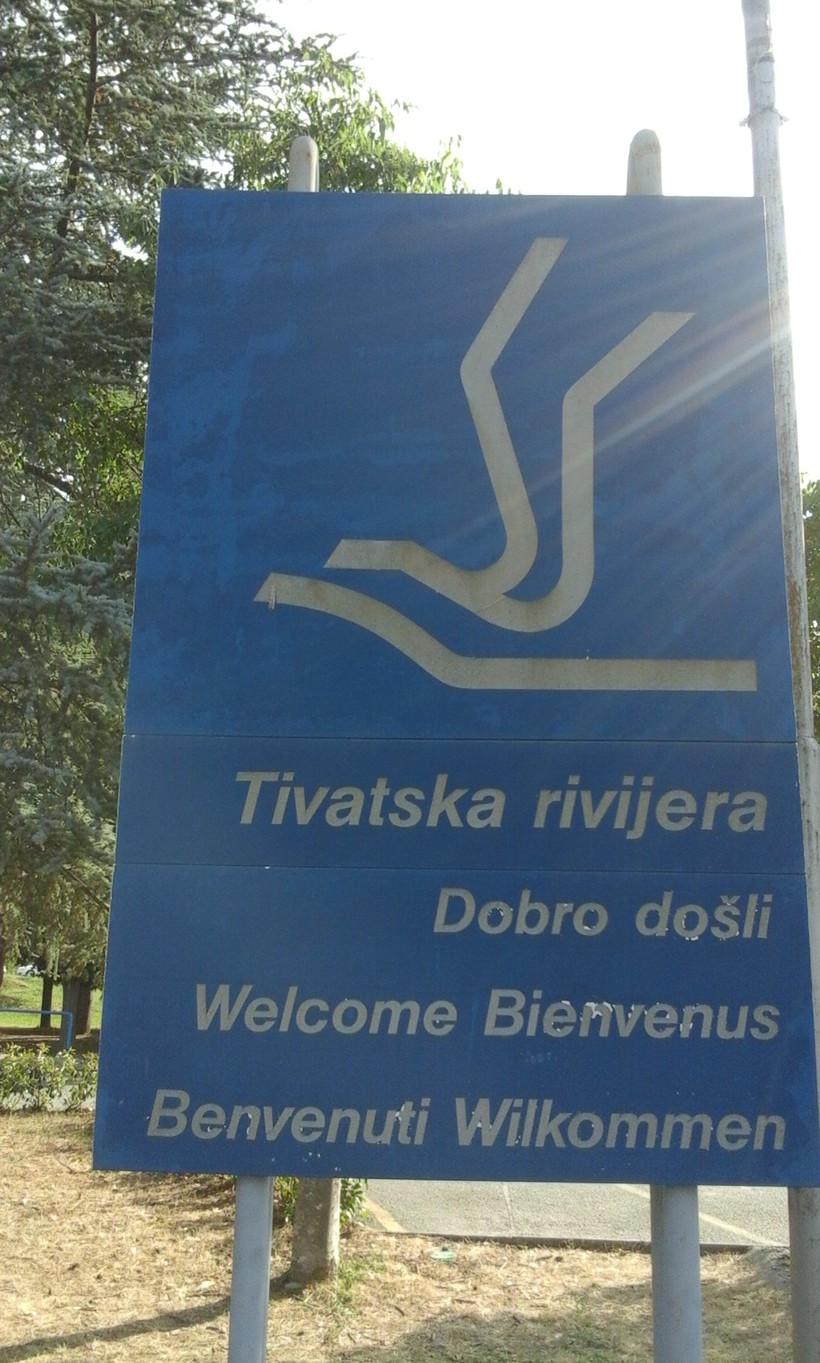 Tivatska rivijera
Dobro došli
Welcome Bienvenus
Benvenuti Wilkommen